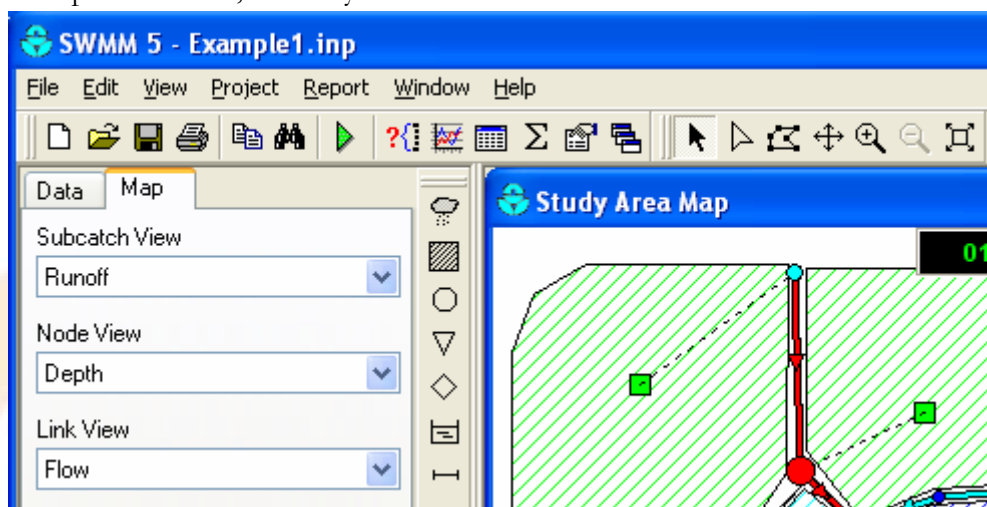 SWMM 5 - Example1.inp
File Edit View Project Report Window Help
Data Map
Study Area Map
Subcatch View
01
Runoff
Node View
Depth
Link View
Flow